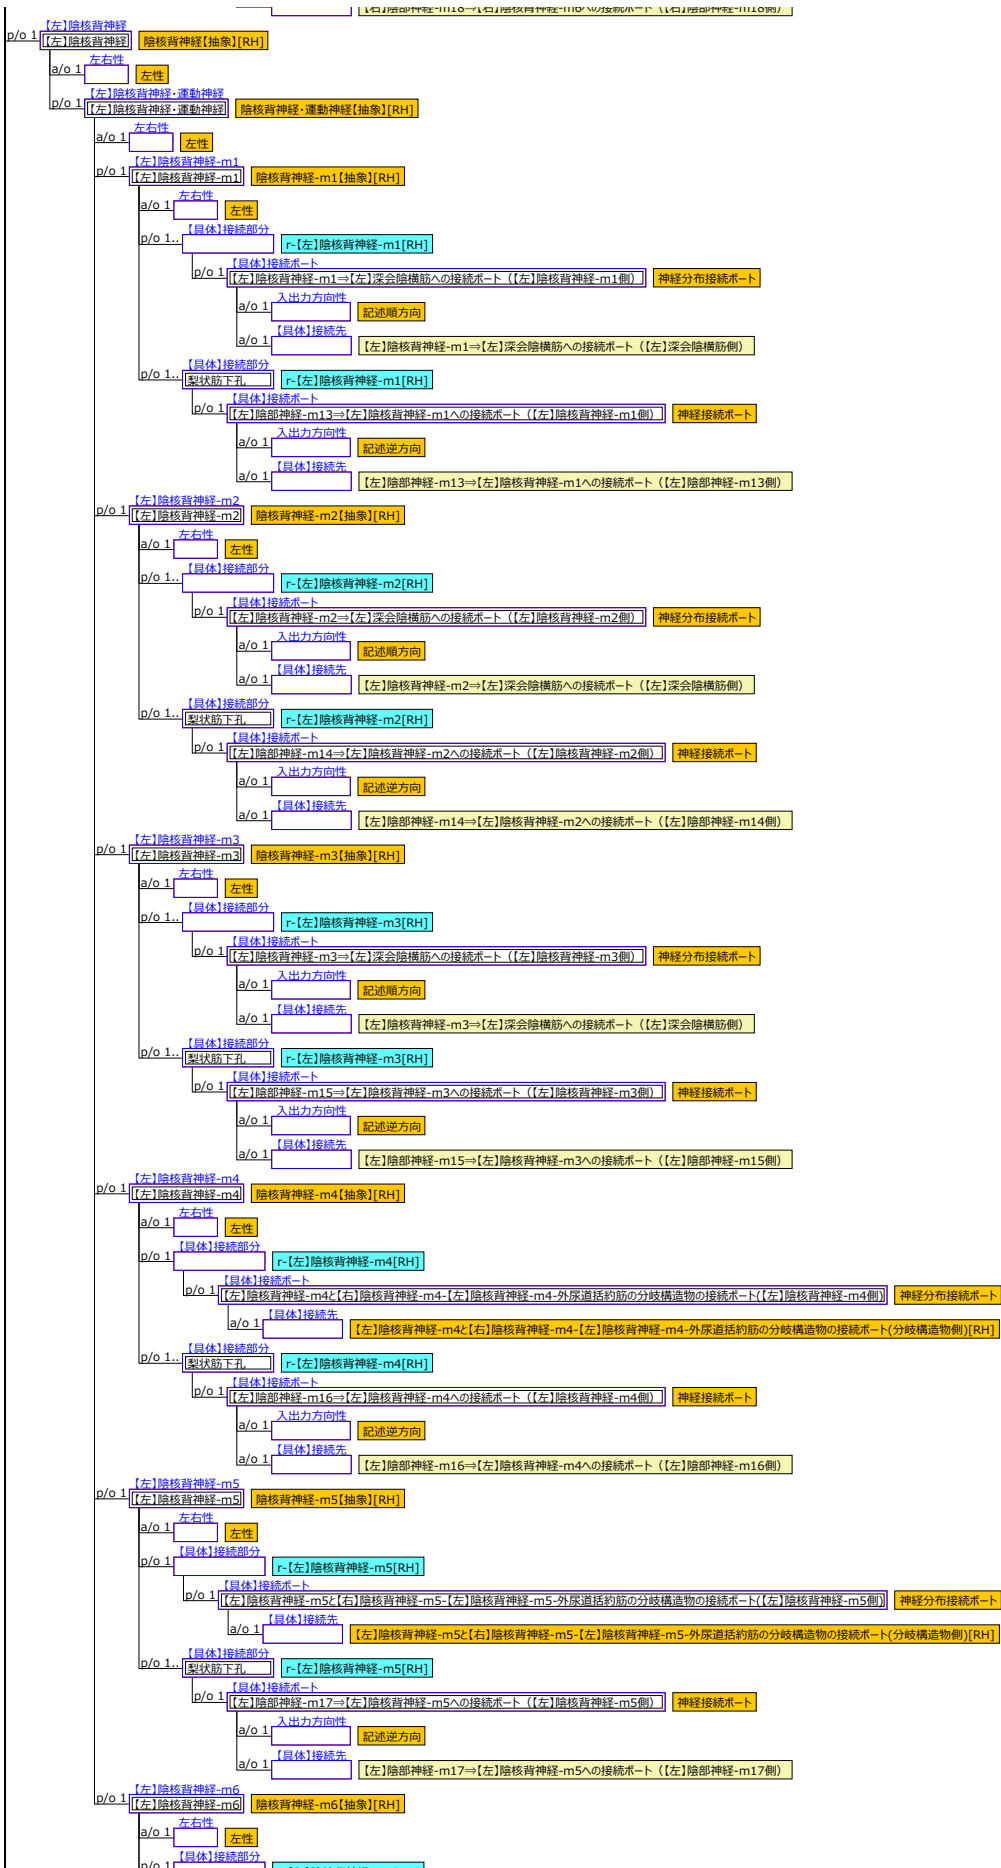 【右】陰部神経-m18⇒【右】陰核背神経-m6への接続ポート（【右】陰部神経-m18側）
【左】陰核背神経
p/o 1 【左】陰核背神経 陰核背神経【抽象】[RH]
左右性
a/o 1 左性
【左】陰核背神経・運動神経
p/o 1 【左】陰核背神経・運動神経 陰核背神経・運動神経【抽象】[RH]
左右性
a/o 1 左性
【左】陰核背神経-m1
p/o 1 【左】陰核背神経-m1 陰核背神経-m1【抽象】[RH]
左右性
a/o 1 左性
【具体】接続部分
p/o 1.. r-【左】陰核背神経-m1[RH]
【具体】接続ポート
p/o 1 【左】陰核背神経-m1⇒【左】深会陰横筋への接続ポート（【左】陰核背神経-m1側） 神経分布接続ポート
入出力方向性
a/o 1 記述順方向
【具体】接続先
a/o 1 【左】陰核背神経-m1⇒【左】深会陰横筋への接続ポート（【左】深会陰横筋側）
【具体】接続部分
p/o 1.. 梨状筋下孔 r-【左】陰核背神経-m1[RH]
【具体】接続ポート
p/o 1 【左】陰部神経-m13⇒【左】陰核背神経-m1への接続ポート（【左】陰核背神経-m1側） 神経接続ポート
入出力方向性
a/o 1 記述逆方向
【具体】接続先
a/o 1 【左】陰部神経-m13⇒【左】陰核背神経-m1への接続ポート（【左】陰部神経-m13側）
【左】陰核背神経-m2
p/o 1 【左】陰核背神経-m2 陰核背神経-m2【抽象】[RH]
左右性
a/o 1 左性
【具体】接続部分
p/o 1.. r-【左】陰核背神経-m2[RH]
【具体】接続ポート
p/o 1 【左】陰核背神経-m2⇒【左】深会陰横筋への接続ポート（【左】陰核背神経-m2側） 神経分布接続ポート
入出力方向性
a/o 1 記述順方向
【具体】接続先
a/o 1 【左】陰核背神経-m2⇒【左】深会陰横筋への接続ポート（【左】深会陰横筋側）
【具体】接続部分
p/o 1.. 梨状筋下孔 r-【左】陰核背神経-m2[RH]
【具体】接続ポート
p/o 1 【左】陰部神経-m14⇒【左】陰核背神経-m2への接続ポート（【左】陰核背神経-m2側） 神経接続ポート
入出力方向性
a/o 1 記述逆方向
【具体】接続先
a/o 1 【左】陰部神経-m14⇒【左】陰核背神経-m2への接続ポート（【左】陰部神経-m14側）
【左】陰核背神経-m3
p/o 1 【左】陰核背神経-m3 陰核背神経-m3【抽象】[RH]
左右性
a/o 1 左性
【具体】接続部分
p/o 1.. r-【左】陰核背神経-m3[RH]
【具体】接続ポート
p/o 1 【左】陰核背神経-m3⇒【左】深会陰横筋への接続ポート（【左】陰核背神経-m3側） 神経分布接続ポート
入出力方向性
a/o 1 記述順方向
【具体】接続先
a/o 1 【左】陰核背神経-m3⇒【左】深会陰横筋への接続ポート（【左】深会陰横筋側）
【具体】接続部分
p/o 1.. 梨状筋下孔 r-【左】陰核背神経-m3[RH]
【具体】接続ポート
p/o 1 【左】陰部神経-m15⇒【左】陰核背神経-m3への接続ポート（【左】陰核背神経-m3側） 神経接続ポート
入出力方向性
a/o 1 記述逆方向
【具体】接続先
a/o 1 【左】陰部神経-m15⇒【左】陰核背神経-m3への接続ポート（【左】陰部神経-m15側）
【左】陰核背神経-m4
p/o 1 【左】陰核背神経-m4 陰核背神経-m4【抽象】[RH]
左右性
a/o 1 左性
【具体】接続部分
p/o 1 r-【左】陰核背神経-m4[RH]
【具体】接続ポート
p/o 1 【左】陰核背神経-m4と【右】陰核背神経-m4-【左】陰核背神経-m4-外尿道括約筋の分岐構造物の接続ポート(【左】陰核背神経-m4側) 神経分布接続ポート
【具体】接続先
a/o 1 【左】陰核背神経-m4と【右】陰核背神経-m4-【左】陰核背神経-m4-外尿道括約筋の分岐構造物の接続ポート(分岐構造物側)[RH]
【具体】接続部分
p/o 1.. 梨状筋下孔 r-【左】陰核背神経-m4[RH]
【具体】接続ポート
p/o 1 【左】陰部神経-m16⇒【左】陰核背神経-m4への接続ポート（【左】陰核背神経-m4側） 神経接続ポート
入出力方向性
a/o 1 記述逆方向
【具体】接続先
a/o 1 【左】陰部神経-m16⇒【左】陰核背神経-m4への接続ポート（【左】陰部神経-m16側）
【左】陰核背神経-m5
p/o 1 【左】陰核背神経-m5 陰核背神経-m5【抽象】[RH]
左右性
a/o 1 左性
【具体】接続部分
p/o 1 r-【左】陰核背神経-m5[RH]
【具体】接続ポート
p/o 1 【左】陰核背神経-m5と【右】陰核背神経-m5-【左】陰核背神経-m5-外尿道括約筋の分岐構造物の接続ポート(【左】陰核背神経-m5側) 神経分布接続ポート
【具体】接続先
a/o 1 【左】陰核背神経-m5と【右】陰核背神経-m5-【左】陰核背神経-m5-外尿道括約筋の分岐構造物の接続ポート(分岐構造物側)[RH]
【具体】接続部分
p/o 1.. 梨状筋下孔 r-【左】陰核背神経-m5[RH]
【具体】接続ポート
p/o 1 【左】陰部神経-m17⇒【左】陰核背神経-m5への接続ポート（【左】陰核背神経-m5側） 神経接続ポート
入出力方向性
a/o 1 記述逆方向
【具体】接続先
a/o 1 【左】陰部神経-m17⇒【左】陰核背神経-m5への接続ポート（【左】陰部神経-m17側）
【左】陰核背神経-m6
p/o 1 【左】陰核背神経-m6 陰核背神経-m6【抽象】[RH]
左右性
a/o 1 左性
【具体】接続部分
p/o 1